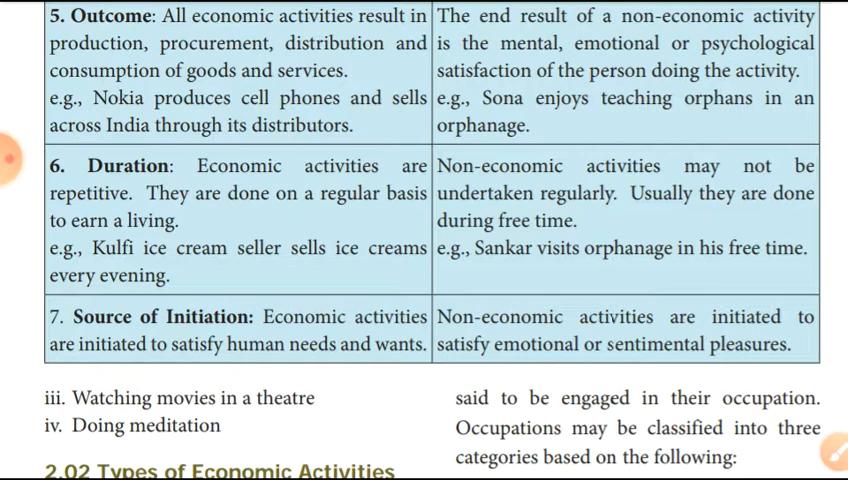 5. Outcome: All economic activities result in
production, procurement, distribution and
consumption of goods and services.
e.g., Nokia produces cell phones and sells
across India through its distributors.
The end result of a non-economic activity
is the mental, emotional or psychological
satisfaction of the person doing the activity.
e.g., Sona enjoys teaching orphans in an
orphanage.
6. Duration: Economic activities are
repetitive. They are done on a regular basis
to earn a living.
e.g., Kulfi ice cream seller sells ice creams
every evening.
Non-economic activities may not be
undertaken regularly. Usually they are done
during free time.
e.g., Sankar visits orphanage in his free time.
7. Source of Initiation: Economic activities
are initiated to satisfy human needs and wants.
Non-economic activities are initiated to
satisfy emotional or sentimental pleasures.
iii. Watching movies in a theatre
iv. Doing meditation
2.02 Types of Economic Activities
said to be engaged in their occupation.
Occupations may be classified into three
categories based on the following: